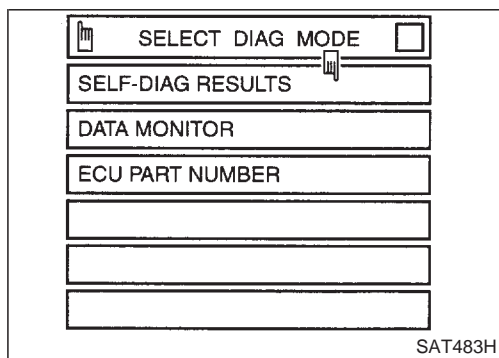 SELECT DIAG MODE
SELF-DIAG RESULTS
DATA MONITOR
ECU PART NUMBER
SAT483H